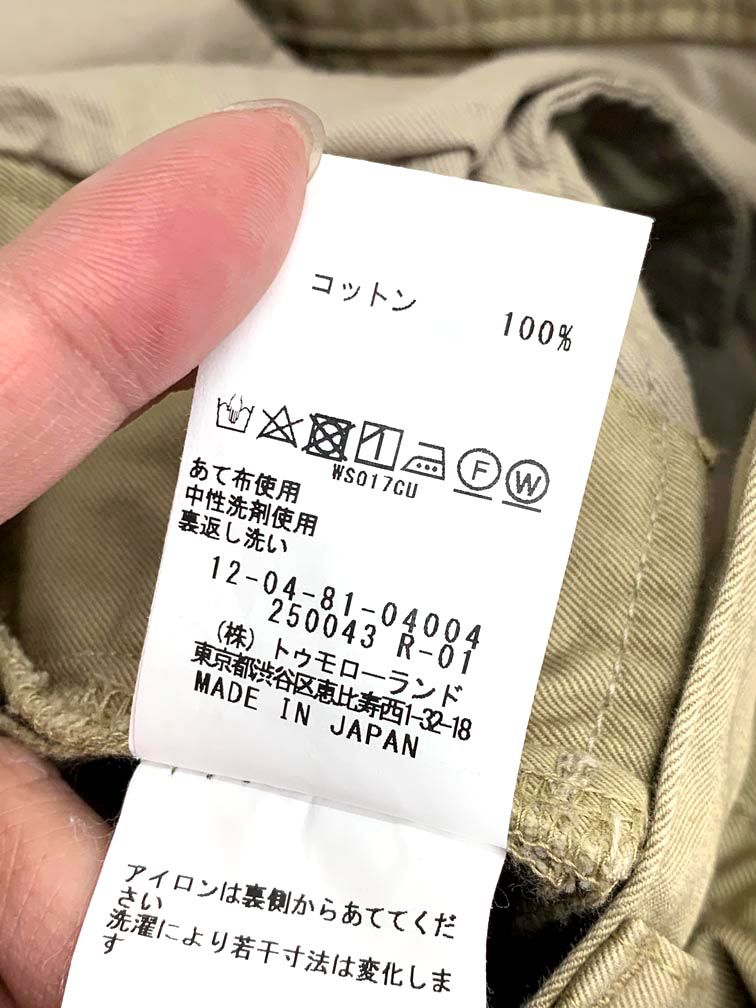 コットン 100%
WS017CU
F W
あて布使用
中性洗剤使用
裏返し洗い
12-04-81-04004
250043 R-01
(株) トゥモローランド
東京都渋谷区恵比寿西1-32-18
MADE IN JAPAN
アイロンは裏側からあててくだ
さい
洗濯により若干寸法は変化しま
す